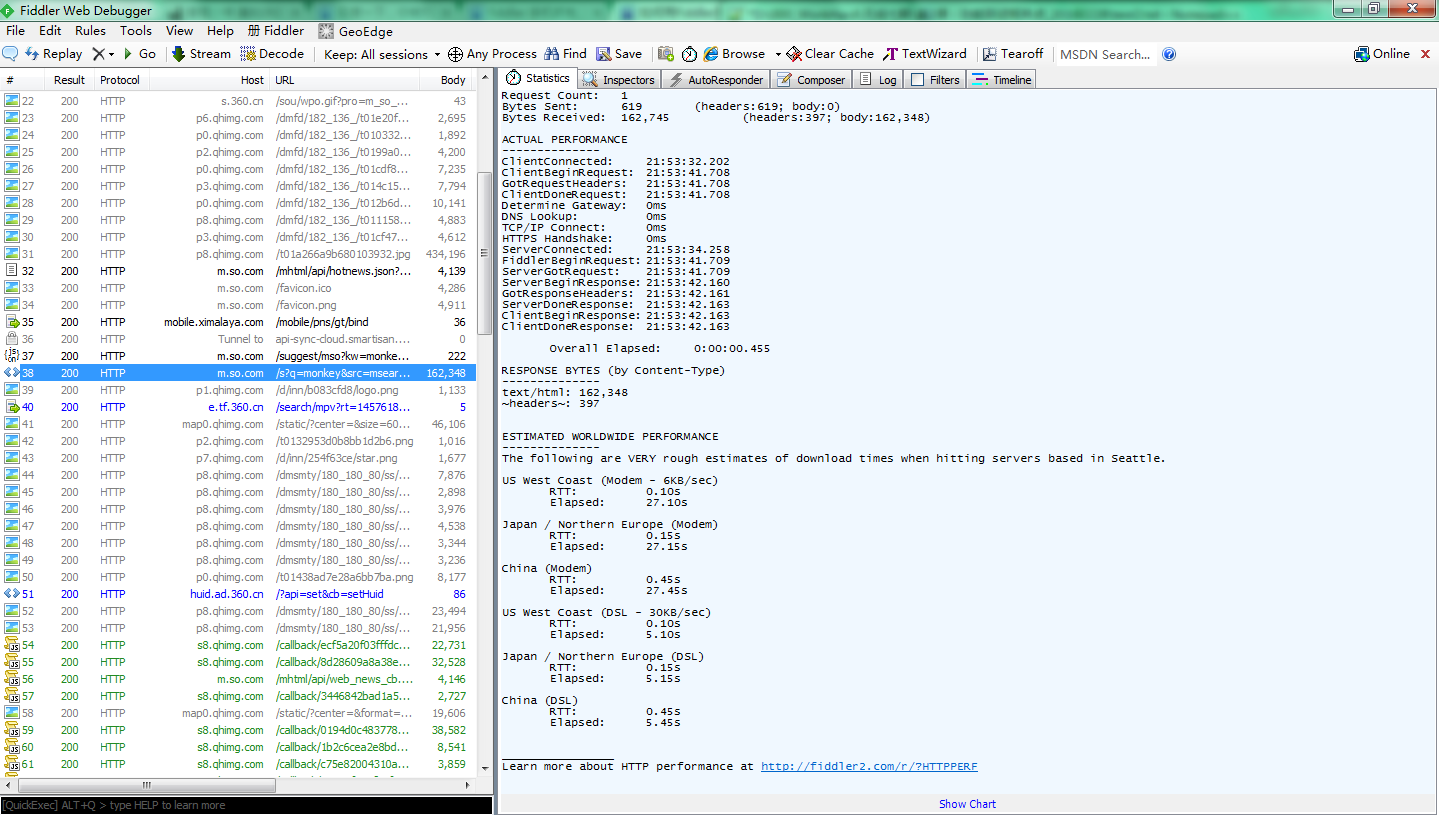 Fiddler Web Debugger
File Edit Rules Tools View Help Fiddler GeoEdge
Replay Go Stream Decode Keep: All sessions Any Process Find Save Browse Clear Cache TextWizard Tearoff MSDN Search... Online
# Result Protocol Host URL Body
22 200 HTTP s.360.cn /sou/wpo.gif?pro=m_so_... 43
23 200 HTTP p6.qhimg.com /dmfd/182_136_/t01e20f... 2,695
24 200 HTTP p0.qhimg.com /dmfd/182_136_/t010332... 1,892
25 200 HTTP p2.qhimg.com /dmfd/182_136_/t0199a0... 4,200
26 200 HTTP p0.qhimg.com /dmfd/182_136_/t01cdf8... 7,235
27 200 HTTP p3.qhimg.com /dmfd/182_136_/t014c15... 7,794
28 200 HTTP p0.qhimg.com /dmfd/182_136_/t012b6d... 10,141
29 200 HTTP p8.qhimg.com /dmfd/182_136_/t011158... 4,883
30 200 HTTP p3.qhimg.com /dmfd/182_136_/t01cf47... 4,612
31 200 HTTP p8.qhimg.com /t01a266a9b680103932.jpg 434,196
32 200 HTTP m.so.com /mhtml/api/hotnews.json?... 4,139
33 200 HTTP m.so.com /favicon.ico 4,286
34 200 HTTP m.so.com /favicon.png 4,911
35 200 HTTP mobile.ximalaya.com /mobile/pns/gt/bind 36
36 200 HTTP Tunnel to api-sync-cloud.smartisan.... 0
37 200 HTTP m.so.com /suggest/mso?kw=monke... 222
38 200 HTTP m.so.com /s?q=monkey&src=msear... 162,348
39 200 HTTP p1.qhimg.com /d/inn/b083cfd8/logo.png 1,133
40 200 HTTP e.tf.360.cn /search/mpv?rt=1457618... 5
41 200 HTTP map0.qhimg.com /static/?center=&size=60... 46,106
42 200 HTTP p2.qhimg.com /t0132953d0b8bb1d2b6.png 1,016
43 200 HTTP p7.qhimg.com /d/inn/254f63ce/star.png 1,677
44 200 HTTP p8.qhimg.com /dmsmty/180_180_80/ss/... 7,876
45 200 HTTP p8.qhimg.com /dmsmty/180_180_80/ss/... 2,898
46 200 HTTP p8.qhimg.com /dmsmty/180_180_80/ss/... 3,976
47 200 HTTP p8.qhimg.com /dmsmty/180_180_80/ss/... 4,538
48 200 HTTP p8.qhimg.com /dmsmty/180_180_80/ss/... 3,344
49 200 HTTP p8.qhimg.com /dmsmty/180_180_80/ss/... 3,236
50 200 HTTP p0.qhimg.com /t01438ad7e28a6bb7ba.png 8,177
51 200 HTTP huid.ad.360.cn /?api=set&cb=setHuid 86
52 200 HTTP p8.qhimg.com /dmsmty/180_180_80/ss/... 23,494
53 200 HTTP p8.qhimg.com /dmsmty/180_180_80/ss/... 21,956
54 200 HTTP s8.qhimg.com /callback/ecf5a20f03fffdc... 22,731
55 200 HTTP s8.qhimg.com /callback/8d28609a8a38e... 32,528
56 200 HTTP m.so.com /mhtml/api/web_news_cb.... 4,146
57 200 HTTP s8.qhimg.com /callback/3446842bad1a5... 2,727
58 200 HTTP map0.qhimg.com /static/?center=&format=... 19,606
59 200 HTTP s8.qhimg.com /callback/0194d0c483778... 38,582
60 200 HTTP s8.qhimg.com /callback/1b2c6cea2e8bd... 8,541
61 200 HTTP s8.qhimg.com /callback/c75e82004310a... 3,859
[QuickExec] ALT+Q > type HELP to learn more
Statistics Inspectors AutoResponder Composer Log Filters Timeline
Request Count: 1
Bytes Sent: 619 (headers:619; body:0)
Bytes Received: 162,745 (headers:397; body:162,348)
ACTUAL PERFORMANCE
--------------
ClientConnected: 21:53:32.202
ClientBeginRequest: 21:53:41.708
GotRequestHeaders: 21:53:41.708
ClientDoneRequest: 21:53:41.708
Determine Gateway: 0ms
DNS Lookup: 0ms
TCP/IP Connect: 0ms
HTTPS Handshake: 0ms
ServerConnected: 21:53:34.258
FiddlerBeginRequest: 21:53:41.709
ServerGotRequest: 21:53:41.709
ServerBeginResponse: 21:53:42.160
GotResponseHeaders: 21:53:42.161
ServerDoneResponse: 21:53:42.163
ClientBeginResponse: 21:53:42.163
ClientDoneResponse: 21:53:42.163
Overall Elapsed: 0:00:00.455
RESPONSE BYTES (by Content-Type)
--------------
text/html: 162,348
~headers~: 397
ESTIMATED WORLDWIDE PERFORMANCE
--------------
The following are VERY rough estimates of download times when hitting servers based in Seattle.
US West Coast (Modem - 6KB/sec)
RTT: 0.10s
Elapsed: 27.10s
Japan / Northern Europe (Modem)
RTT: 0.15s
Elapsed: 27.15s
China (Modem)
RTT: 0.45s
Elapsed: 27.45s
US West Coast (DSL - 30KB/sec)
RTT: 0.10s
Elapsed: 5.10s
Japan / Northern Europe (DSL)
RTT: 0.15s
Elapsed: 5.15s
China (DSL)
RTT: 0.45s
Elapsed: 5.45s
________________
Learn more about HTTP performance at http://fiddler2.com/r/?HTTPPERF
Show Chart